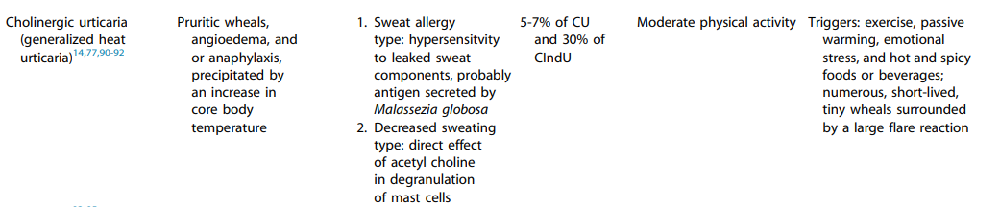 Cholinergic urticaria
(generalized heat
urticaria)14,77,90-92
Pruritic wheals,
angioedema, and
or anaphylaxis,
precipitated by
an increase in
core body
temperature
1. Sweat allergy
type: hypersensitvity
to leaked sweat
components, probably
antigen secreted by
Malassezia globosa
2. Decreased sweating
type: direct effect
of acetyl choline
in degranulation
of mast cells
5-7% of CU
and 30% of
CIndU
Moderate physical activity
Triggers: exercise, passive
warming, emotional
stress, and hot and spicy
foods or beverages;
numerous, short-lived,
tiny wheals surrounded
by a large flare reaction